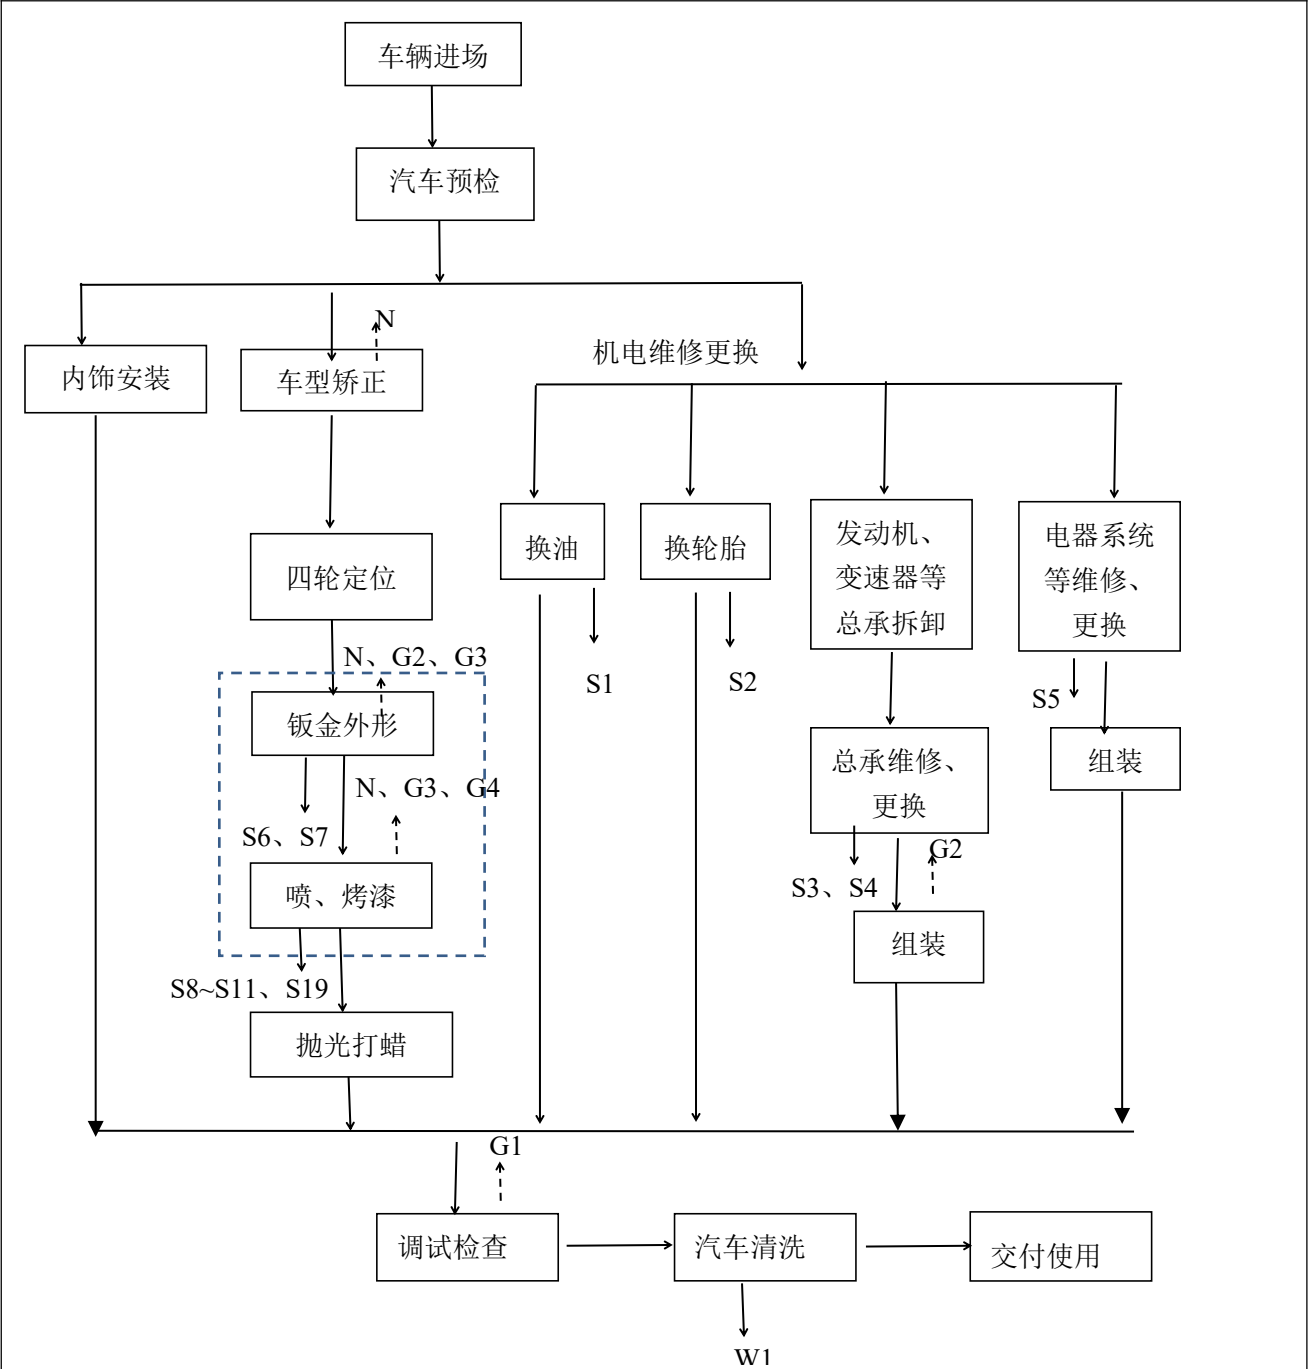 车辆进场
汽车预检
N
机电维修更换
内饰安装
车型矫正
换油
换轮胎
发动机、
变速器等
总承拆卸
电器系统
等维修、
更换
四轮定位
N、G2、G3
S1
S2
S5
钣金外形
总承维修、
更换
组装
N、G3、G4
S6、S7
G2
S3、S4
喷、烤漆
组装
S8~S11、S19
抛光打蜡
G1
调试检查
汽车清洗
交付使用
W1